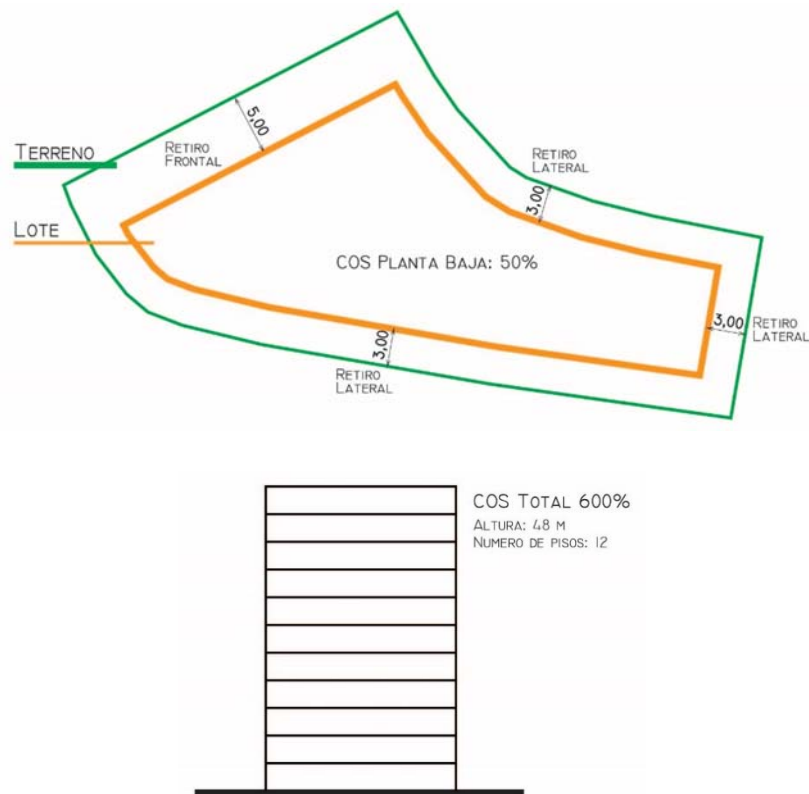 TERRENO
5,00
RETIRO
FRONTAL
LOTE
RETIRO
LATERAL
3,00
COS PLANTA BAJA: 50%
3,00
RETIRO
LATERAL
3,00
RETIRO
LATERAL
COS TOTAL 600%
ALTURA: 48 M
NUMERO DE PISOS: 12